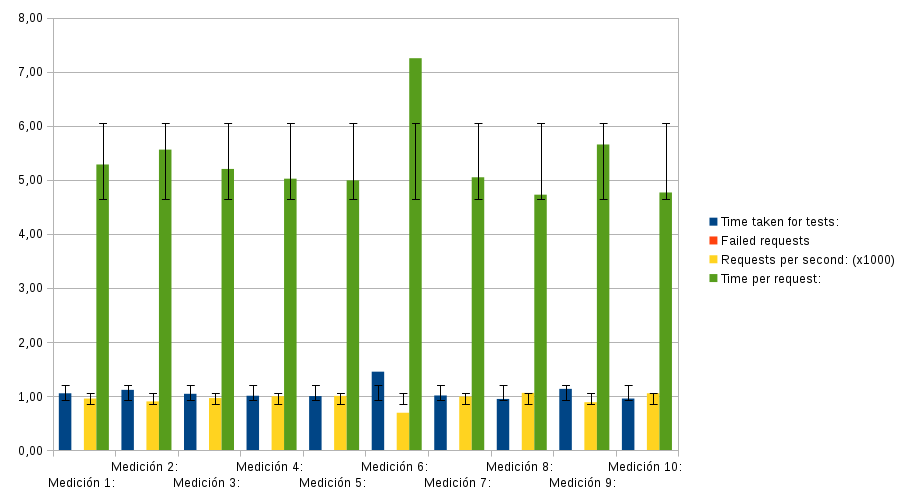 8,00
7,00
6,00
5,00
4,00
3,00
2,00
1,00
0,00
Medición 1:
Medición 2:
Medición 3:
Medición 4:
Medición 5:
Medición 6:
Medición 7:
Medición 8:
Medición 9:
Medición 10:
Time taken for tests:
Failed requests
Requests per second: (x1000)
Time per request: